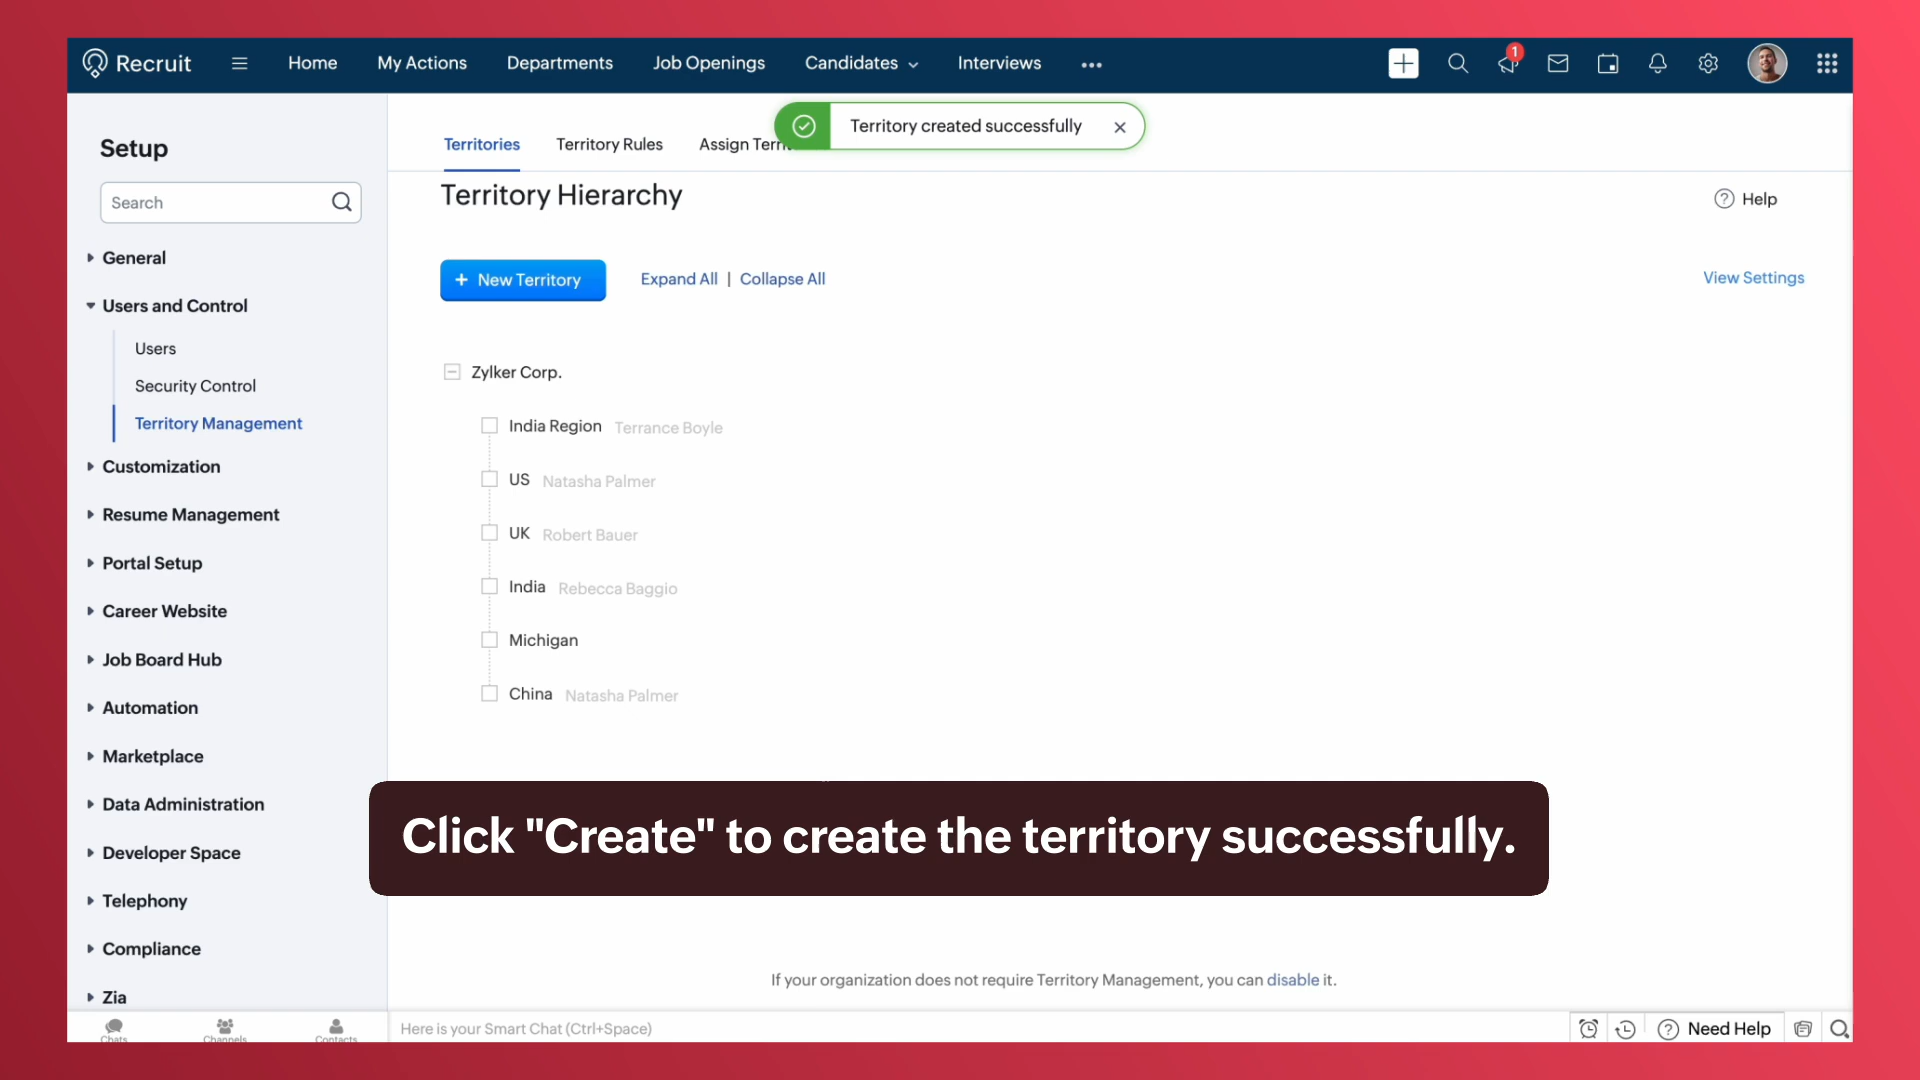 Recruit
Home
My Actions
Departments
Job Openings
Candidates
Interviews
1
Territory created successfully
Setup
Search
General
Users and Control
Users
Security Control
Territory Management
Customization
Resume Management
Portal Setup
Career Website
Job Board Hub
Automation
Marketplace
Data Administration
Developer Space
Telephony
Compliance
Zia
Territories
Territory Rules
Assign
Territory Hierarchy
Help
+ New Territory
Expand All | Collapse All
View Settings
Zylker Corp.
India Region Terrance Boyle
US Natasha Palmer
UK Robert Bauer
India Rebecca Baggio
Michigan
China Natasha Palmer
Click "Create" to create the territory successfully.
If your organization does not require Territory Management, you can disable it.
Chats
Channels
Contacts
Here is your Smart Chat (Ctrl+Space)
Need Help